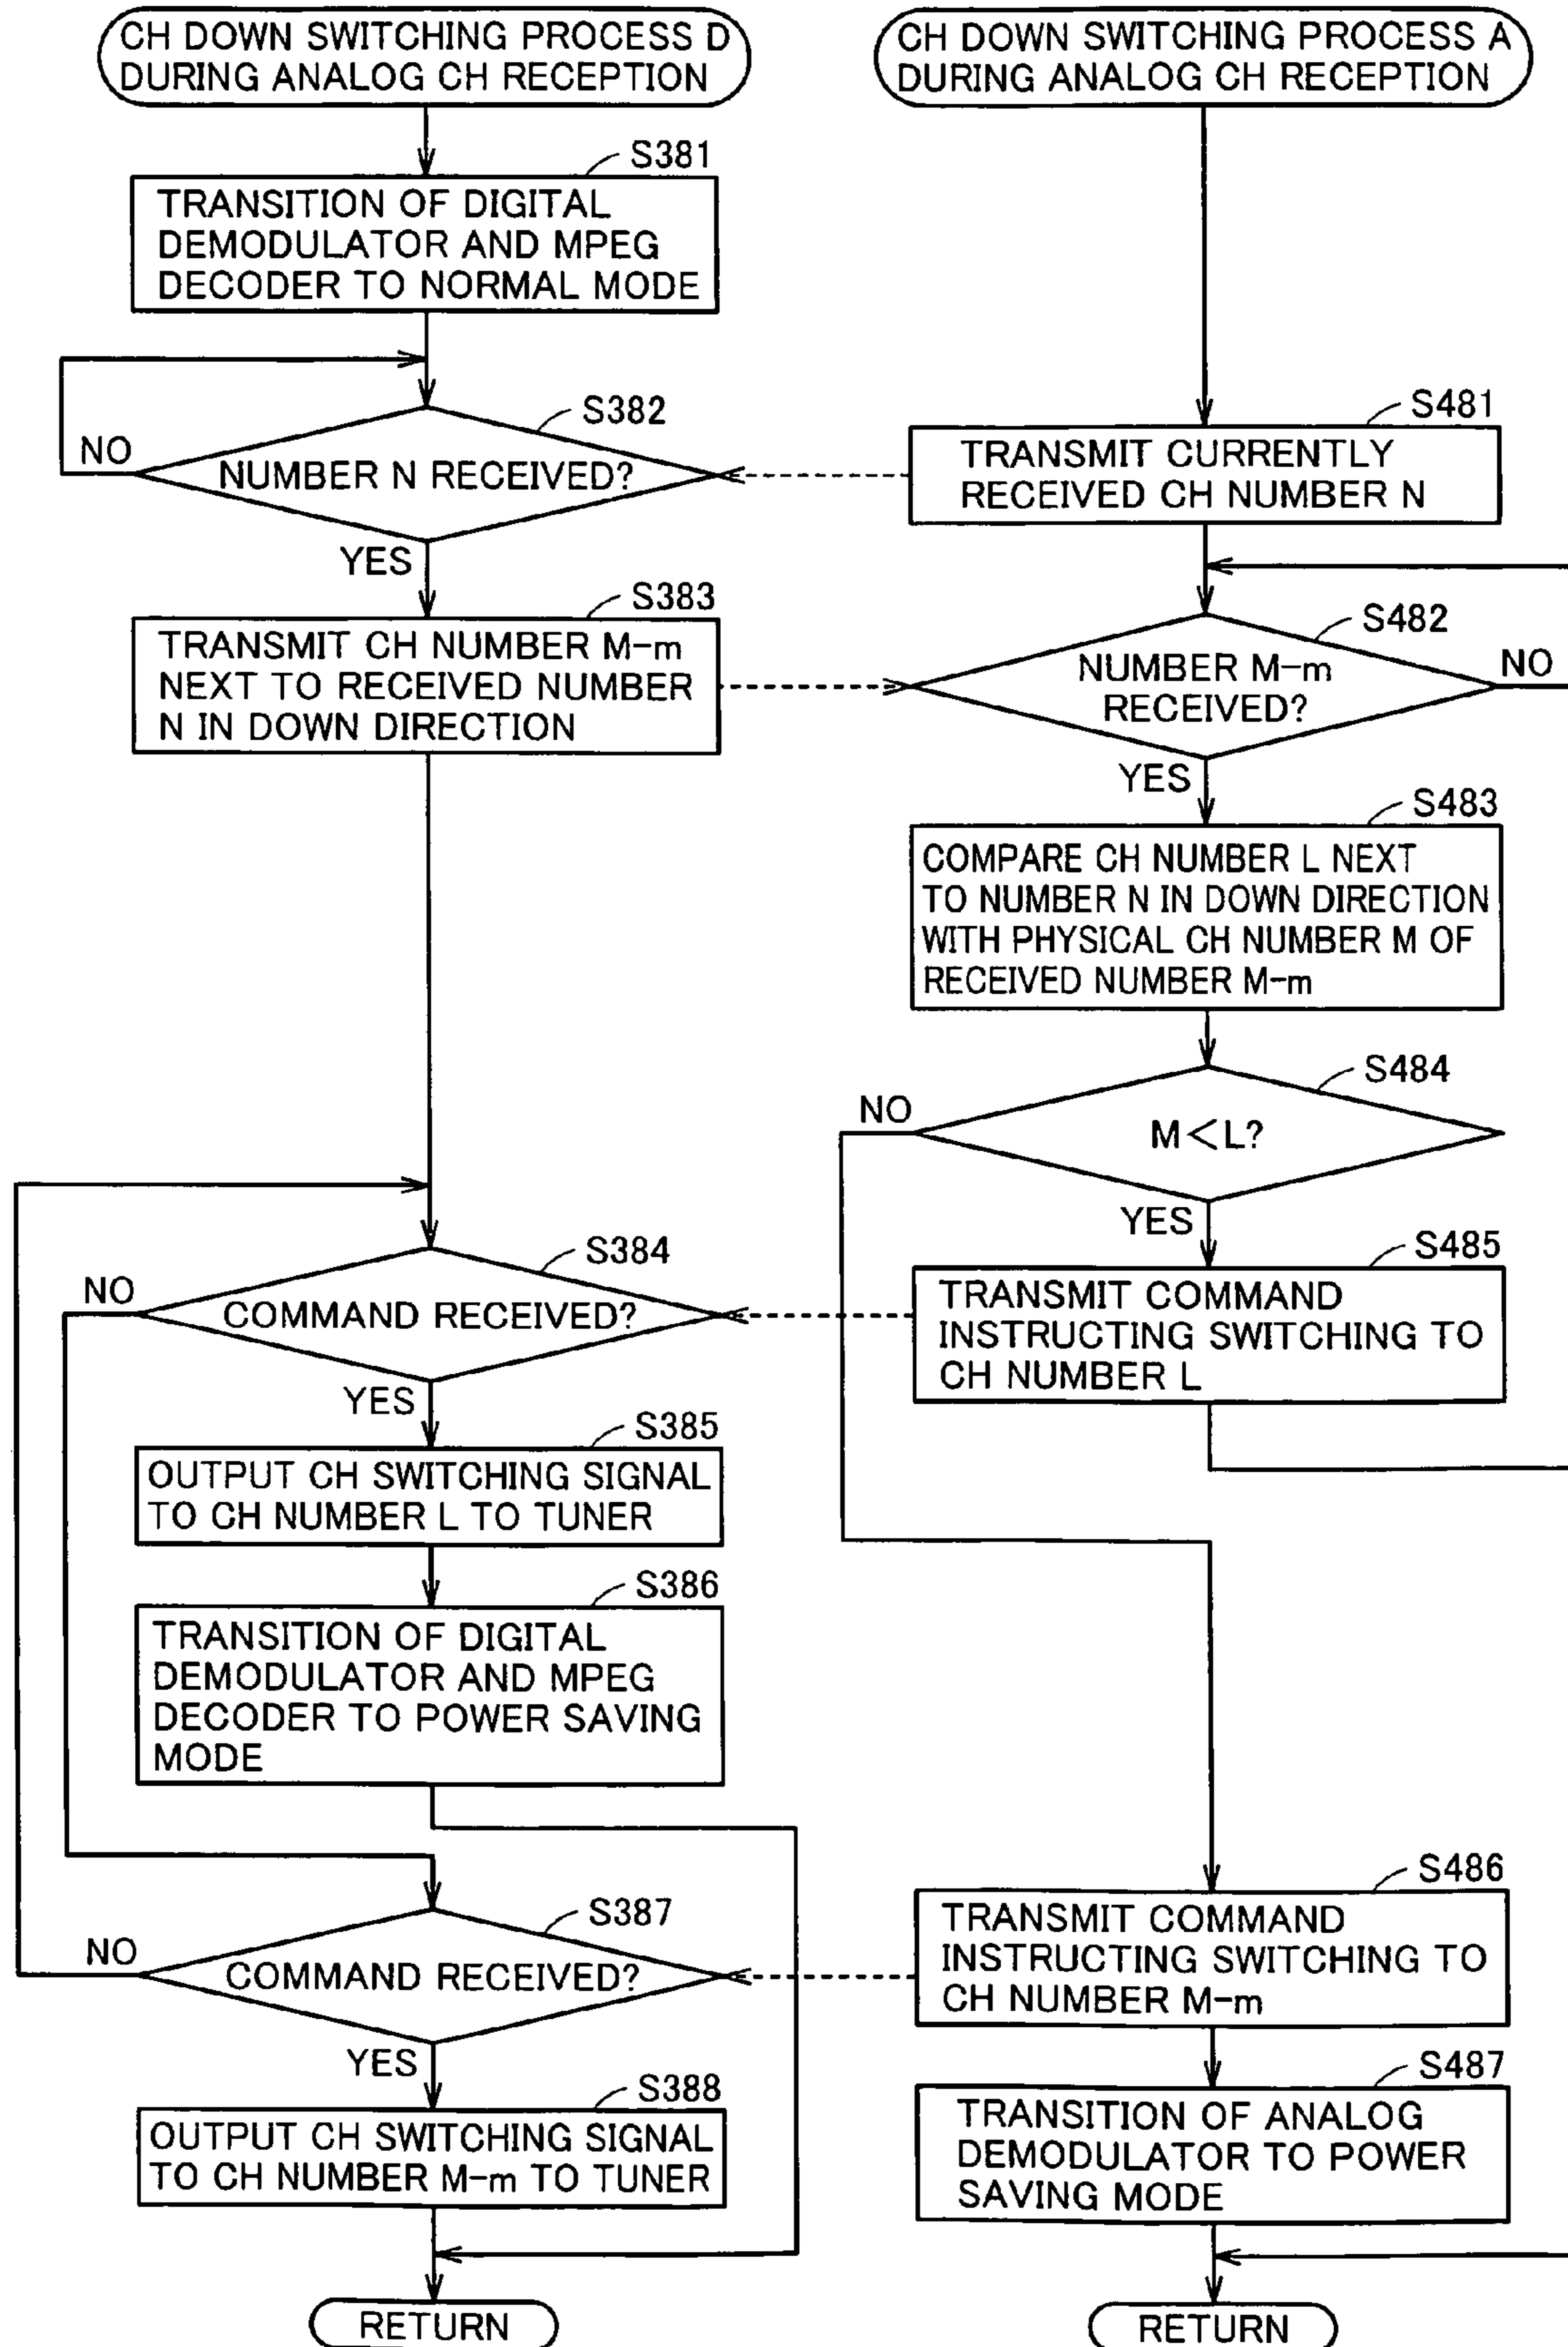 CH DOWN SWITCHING PROCESS D
DURING ANALOG CH RECEPTION
S381
TRANSITION OF DIGITAL
DEMODULATOR AND MPEG
DECODER TO NORMAL MODE
S382
NO
NUMBER N RECEIVED?
YES
S383
TRANSMIT CH NUMBER M-m
NEXT TO RECEIVED NUMBER
N IN DOWN DIRECTION
S384
NO
COMMAND RECEIVED?
YES
S385
OUTPUT CH SWITCHING SIGNAL
TO CH NUMBER L TO TUNER
S386
TRANSITION OF DIGITAL
DEMODULATOR AND MPEG
DECODER TO POWER SAVING
MODE
S387
NO
COMMAND RECEIVED?
YES
S388
OUTPUT CH SWITCHING SIGNAL
TO CH NUMBER M-m TO TUNER
RETURN
CH DOWN SWITCHING PROCESS A
DURING ANALOG CH RECEPTION
S481
TRANSMIT CURRENTLY
RECEIVED CH NUMBER N
S482
NUMBER M-m
RECEIVED?
NO
YES
S483
COMPARE CH NUMBER L NEXT
TO NUMBER N IN DOWN DIRECTION
WITH PHYSICAL CH NUMBER M OF
RECEIVED NUMBER M-m
S484
NO
M<L?
YES
S485
TRANSMIT COMMAND
INSTRUCTING SWITCHING TO
CH NUMBER L
S486
TRANSMIT COMMAND
INSTRUCTING SWITCHING TO
CH NUMBER M-m
S487
TRANSITION OF ANALOG
DEMODULATOR TO POWER
SAVING MODE
RETURN